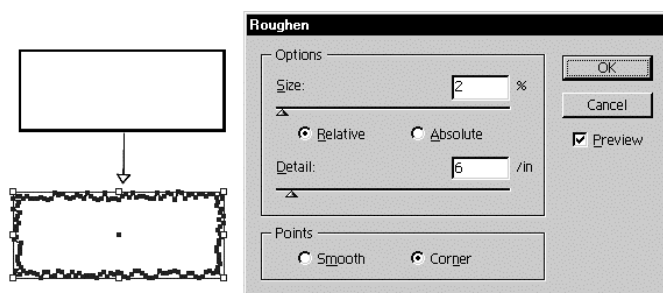 Roughen
Options
Size: 2 %
Relative Absolute
Detail: 6 /in
Points
Smooth Corner
OK
Cancel
Preview